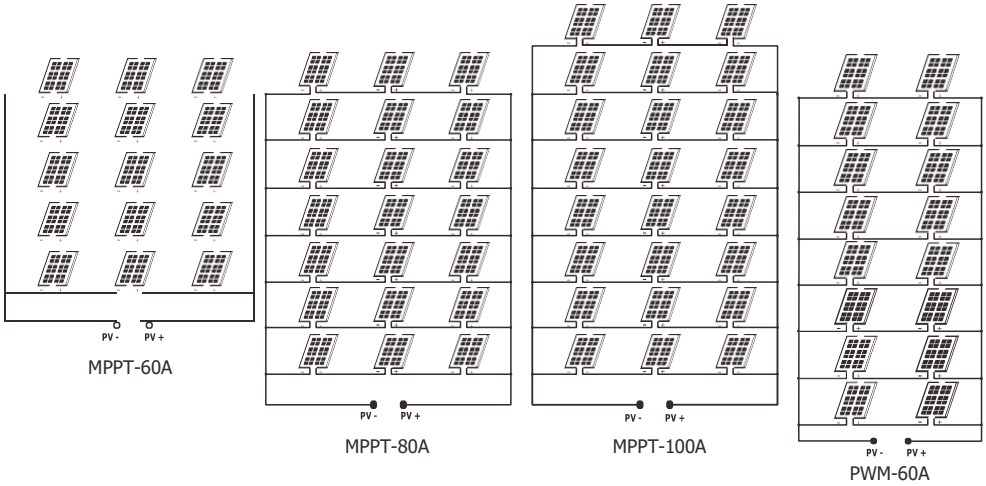 PV - PV +
MPPT-60A
PV - PV +
MPPT-80A
PV - PV +
MPPT-100A
PV - PV +
PWM-60A